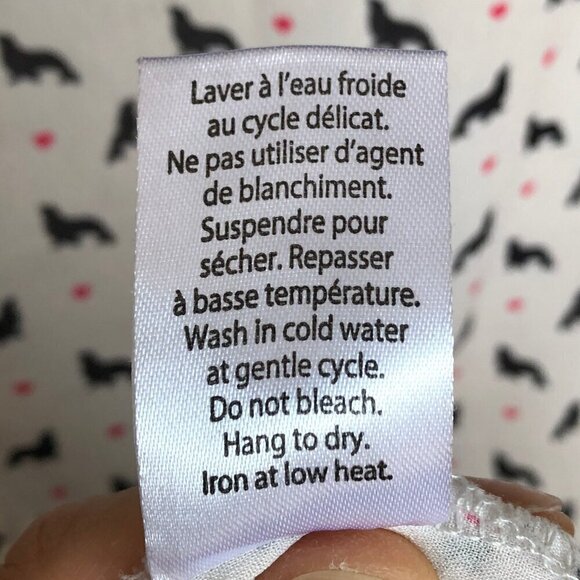 Laver à l'eau froide
au cycle délicat.
Ne pas utiliser d'agent
de blanchiment.
Suspendre pour
sécher. Repasser
à basse température.
Wash in cold water
at gentle cycle.
Do not bleach.
Hang to dry.
Iron at low heat.